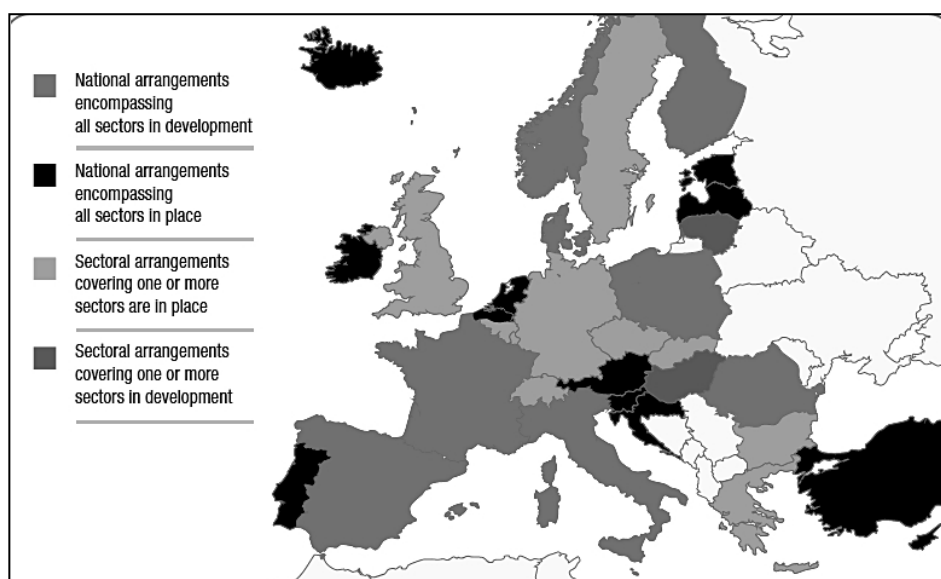 National arrangements
encompassing
all sectors in development
National arrangements
encompassing
all sectors in place
Sectoral arrangements
covering one or more
sectors are in place
Sectoral arrangements
covering one or more
sectors in development